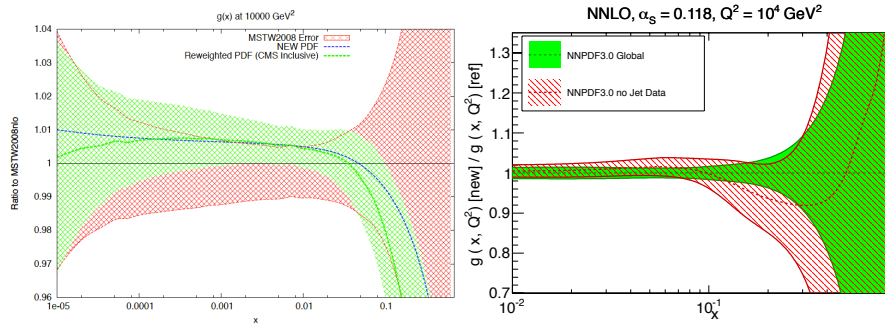 g(x) at 10000 GeV²
MSTW2008 Error
NEW PDF
Reweighted PDF (CMS Inclusive)
Ratio to MSTW2008nlo
1.04
1.03
1.02
1.01
1
0.99
0.98
0.97
0.96
1e-05
0.0001
0.001
0.01
0.1
x
NNLO, αS = 0.118, Q² = 10⁴ GeV²
NNPDF3.0 Global
NNPDF3.0 no Jet Data
g ( x, Q²) [new] / g ( x, Q²) [ref]
1.3
1.2
1.1
1
0.9
0.8
0.7
10⁻²
10⁻¹
x